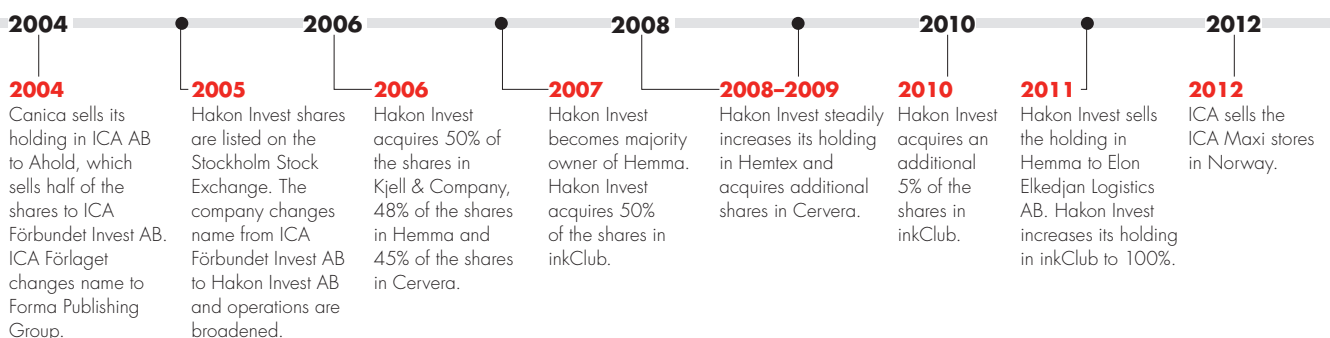 2004
2006
2008
2010
2012
2004
Canica sells its
holding in ICA AB
to Ahold, which
sells half of the
shares to ICA
Förbundet Invest AB.
ICA Förlaget
changes name to
Forma Publishing
Group.
2005
Hakon Invest shares
are listed on the
Stockholm Stock
Exchange. The
company changes
name from ICA
Förbundet Invest AB
to Hakon Invest AB
and operations are
broadened.
2006
Hakon Invest
acquires 50% of
the shares in
Kjell & Company,
48% of the shares
in Hemma and
45% of the shares
in Cervera.
2007
Hakon Invest
becomes majority
owner of Hemma.
Hakon Invest
acquires 50%
of the shares in
inkClub.
2008–2009
Hakon Invest steadily
increases its holding
in Hemtex and
acquires additional
shares in Cervera.
2010
Hakon Invest
acquires an
additional
5% of the
shares in
inkClub.
2011
Hakon Invest sells
the holding in
Hemma to Elon
Elkedjan Logistics
AB. Hakon Invest
increases its holding
in inkClub to 100%.
2012
ICA sells the
ICA Maxi stores
in Norway.